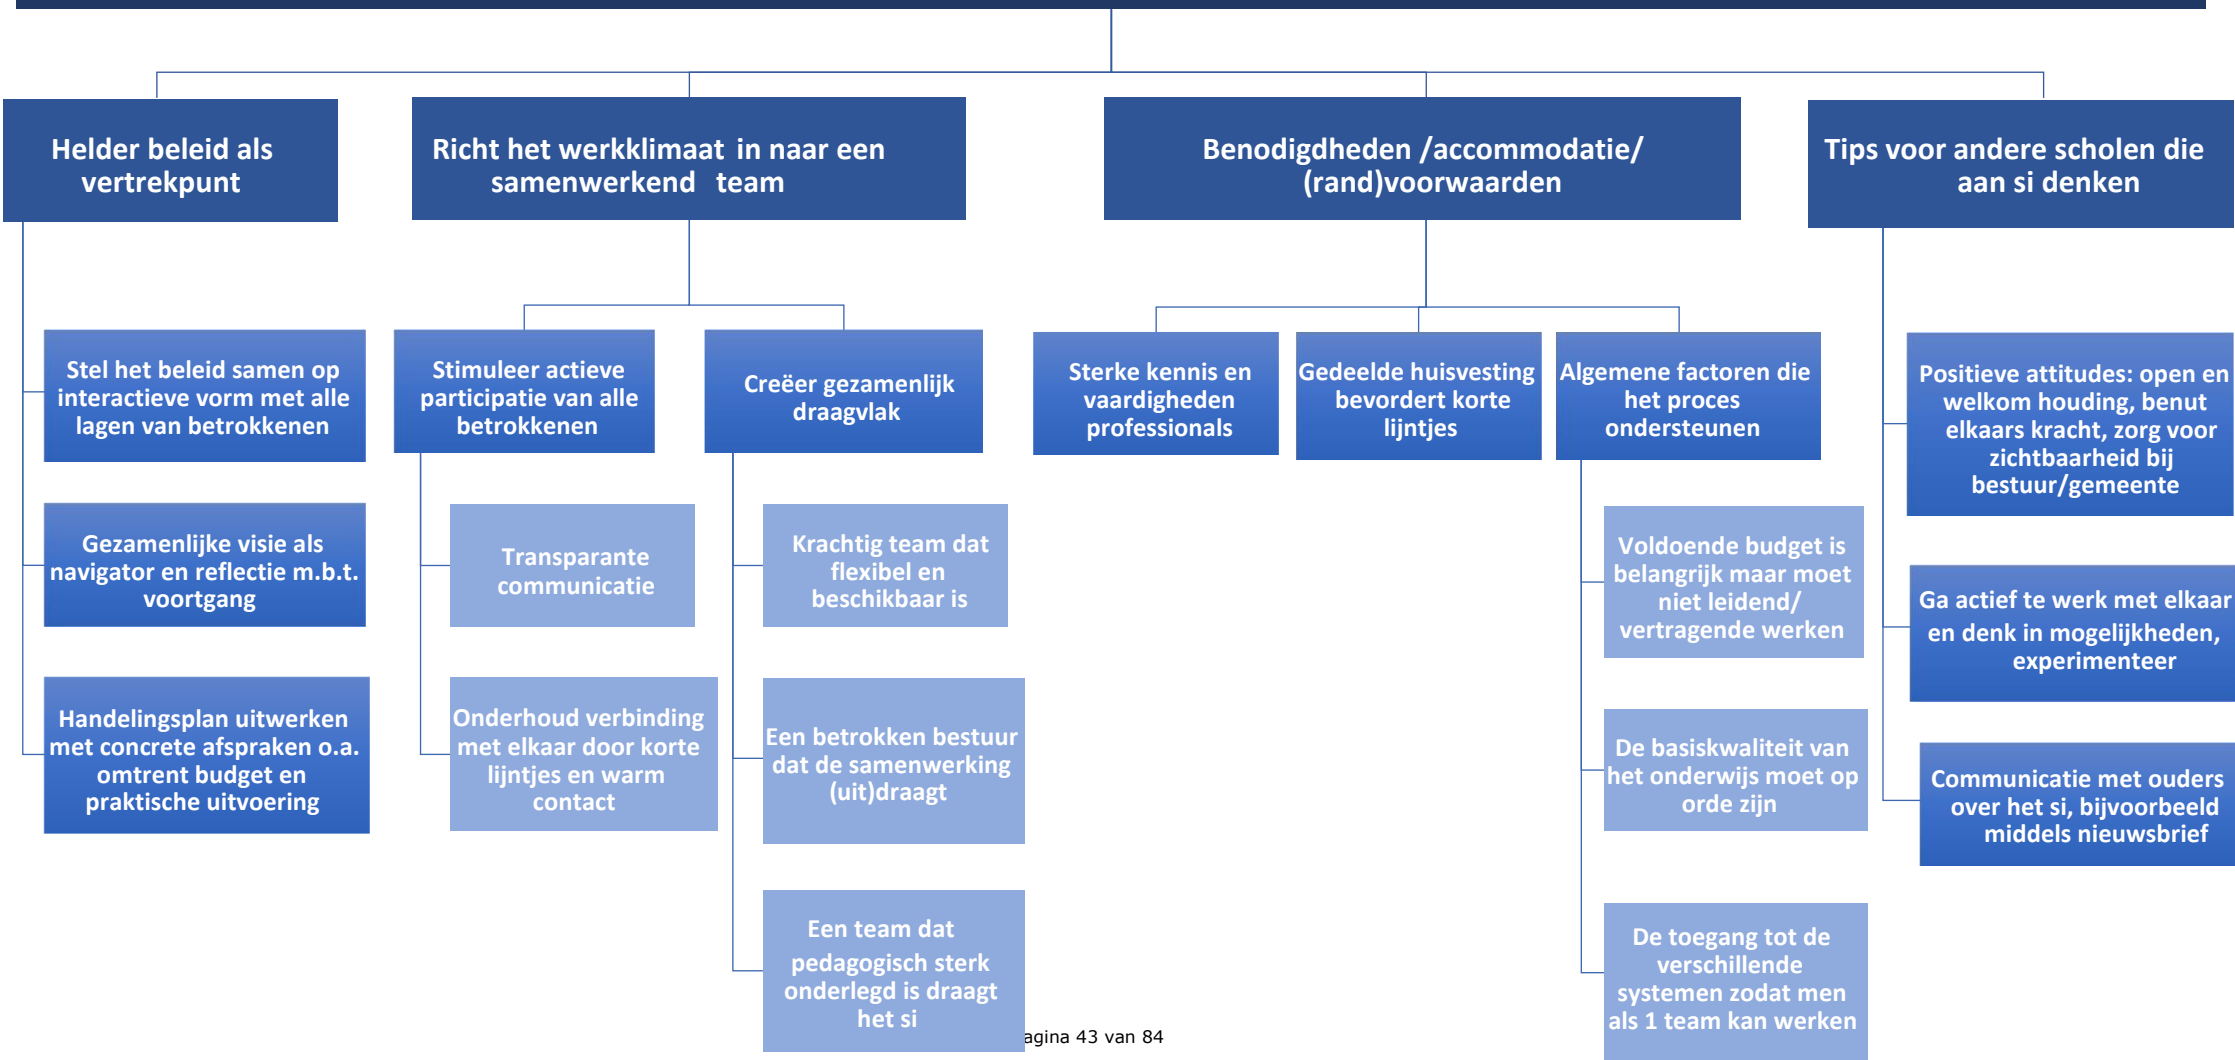 Helder beleid als
vertrekpunt
Richt het werkklimaat in naar een
samenwerkend team
Benodigdheden /accommodatie/
(rand)voorwaarden
Tips voor andere scholen die
aan si denken
Stel het beleid samen op
interactieve vorm met alle
lagen van betrokkenen
Gezamenlijke visie als
navigator en reflectie m.b.t.
voortgang
Handelingsplan uitwerken
met concrete afspraken o.a.
omtrent budget en
praktische uitvoering
Stimuleer actieve
participatie van alle
betrokkenen
Transparante
communicatie
Onderhoud verbinding
met elkaar door korte
lijntjes en warm
contact
Creëer gezamenlijk
draagvlak
Krachtig team dat
flexibel en
beschikbaar is
Een betrokken bestuur
dat de samenwerking
(uit)draagt
Een team dat
pedagogisch sterk
onderlegd is draagt
het si
Sterke kennis en
vaardigheden
professionals
Gedeelde huisvesting
bevordert korte
lijntjes
Algemene factoren die
het proces
ondersteunen
Voldoende budget is
belangrijk maar moet
niet leidend/
vertragende werken
De basiskwaliteit van
het onderwijs moet op
orde zijn
De toegang tot de
verschillende
systemen zodat men
als 1 team kan werken
Positieve attitudes: open en
welkom houding, benut
elkaars kracht, zorg voor
zichtbaarheid bij
bestuur/gemeente
Ga actief te werk met elkaar
en denk in mogelijkheden,
experimenteer
Communicatie met ouders
over het si, bijvoorbeeld
middels nieuwsbrief
agina 43 van 84